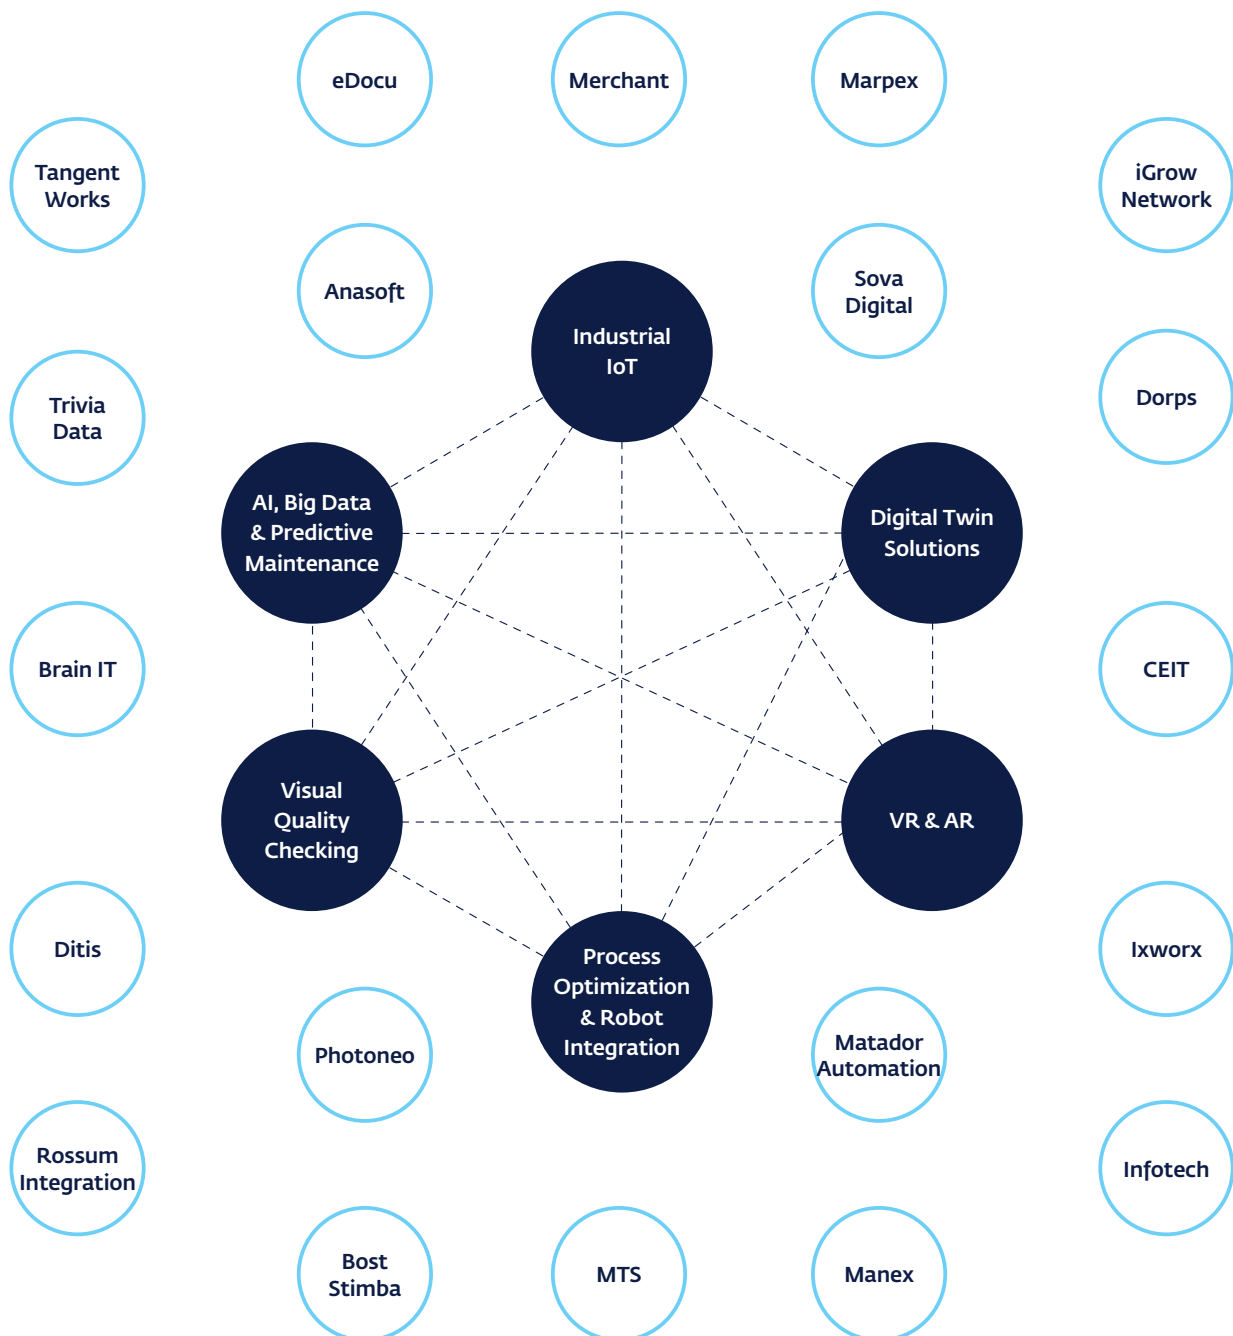 eDocu
Merchant
Marpex
Tangent
Works
iGrow
Network
Anasoft
Sova
Digital
Industrial
IoT
Trivia
Data
Dorps
AI, Big Data
& Predictive
Maintenance
Digital Twin
Solutions
Brain IT
CEIT
Visual
Quality
Checking
VR & AR
Ditis
Ixworx
Process
Optimization
& Robot
Integration
Photoneo
Matador
Automation
Rossum
Integration
Infotech
Bost
Stimba
MTS
Manex